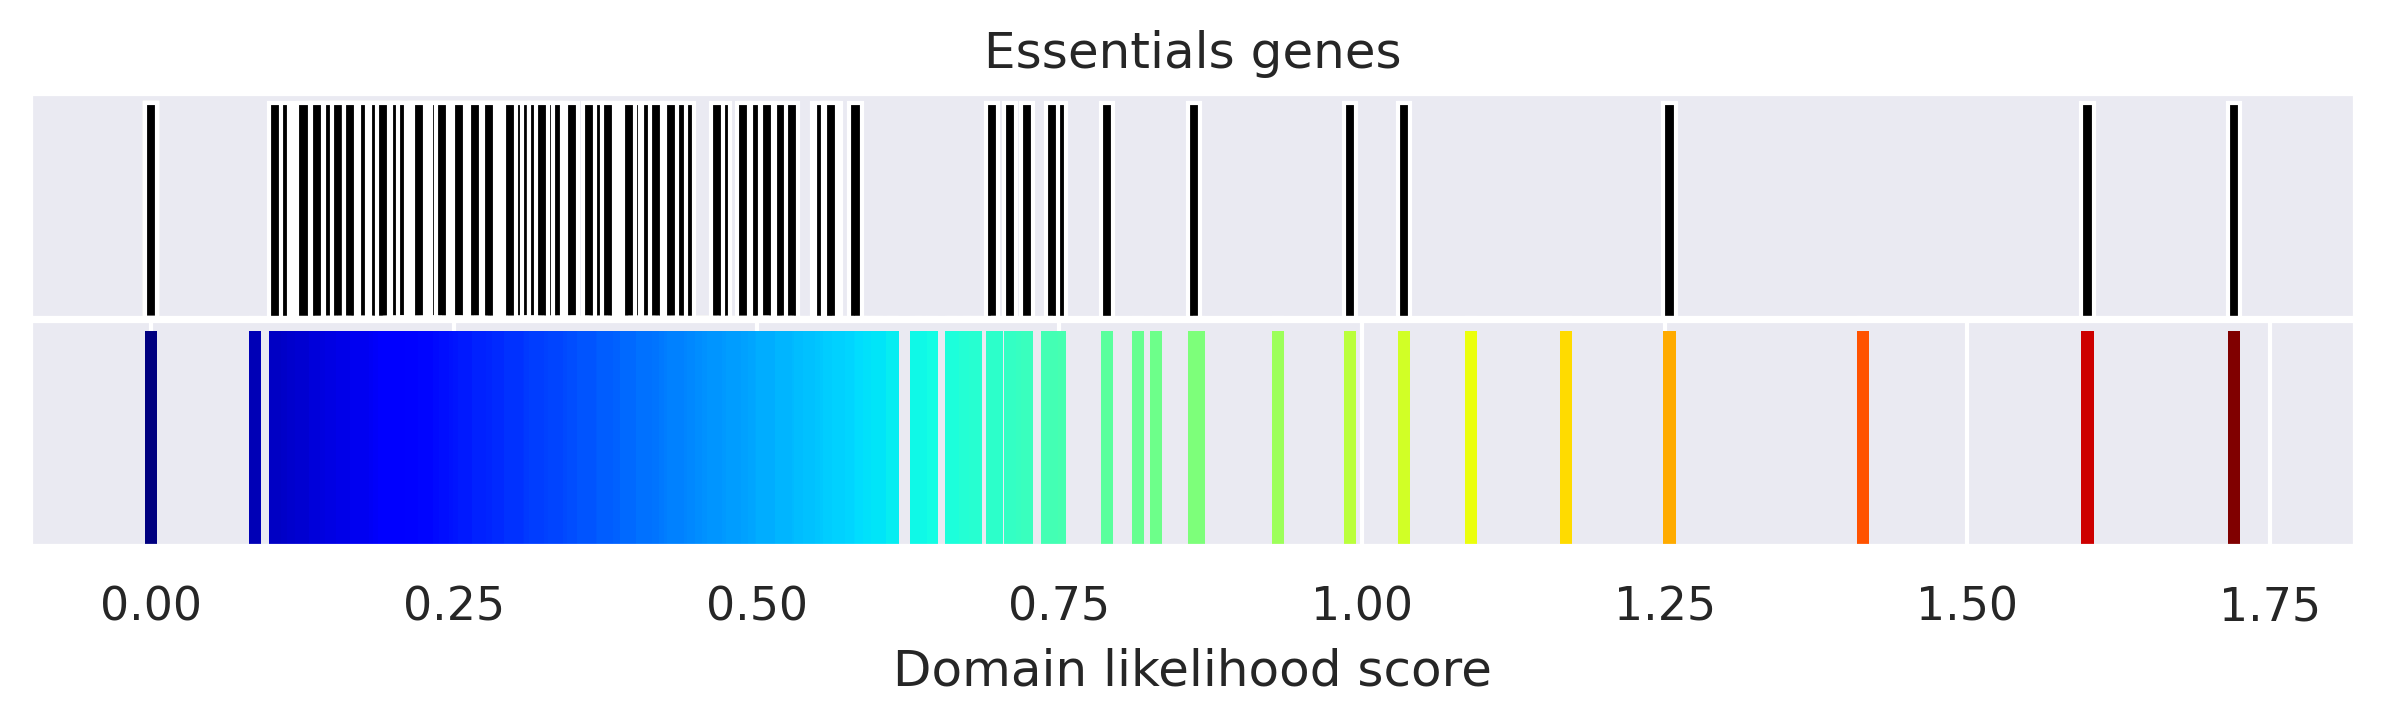 Essentials genes
0.00 0.25 0.50 0.75 1.00 1.25 1.50 1.75
Domain likelihood score